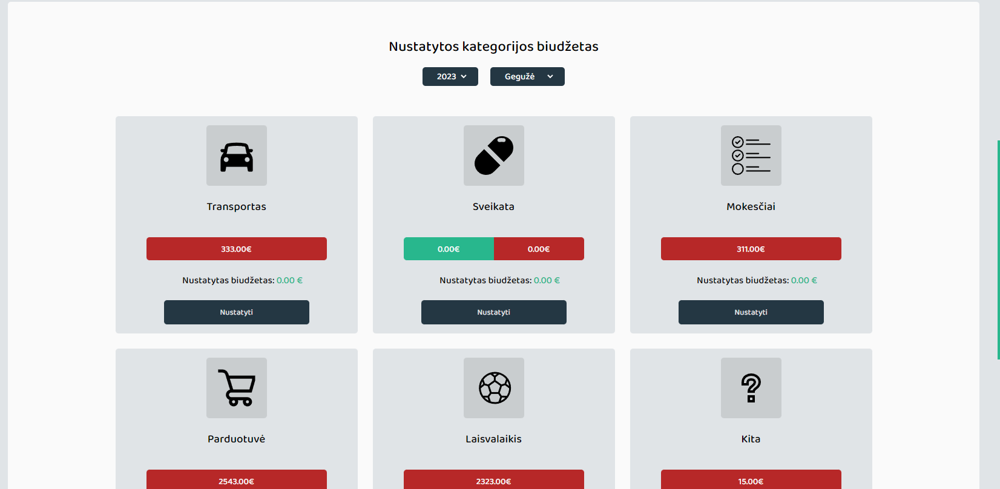 Nustatytos kategorijos biudžetas
2023 Gegužė
Transportas
333.00€
Nustatytas biudžetas: 0.00 €
Nustatyti
Sveikata
0.00€ 0.00€
Nustatytas biudžetas: 0.00 €
Nustatyti
Mokesčiai
311.00€
Nustatytas biudžetas: 0.00 €
Nustatyti
Parduotuvė
2543.00€
Laisvalaikis
2323.00€
Kita
15.00€